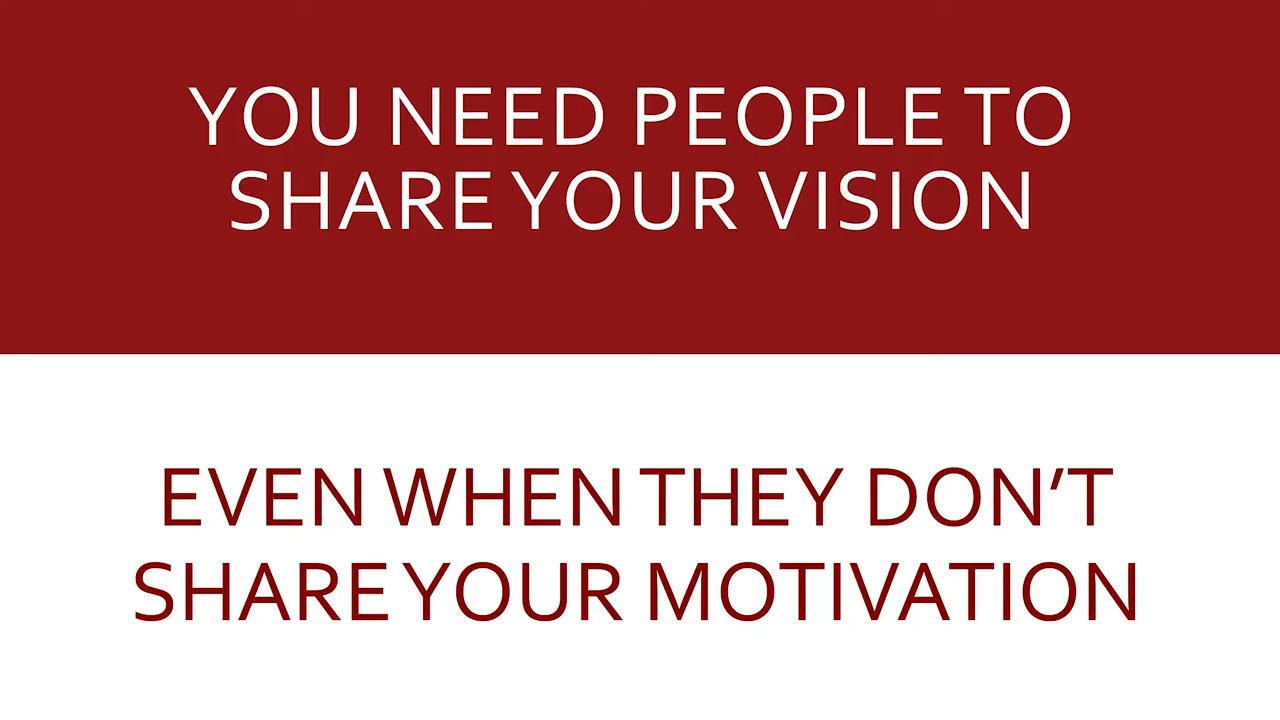 YOU NEED PEOPLE TO
SHARE YOUR VISION
EVEN WHEN THEY DON’T
SHARE YOUR MOTIVATION